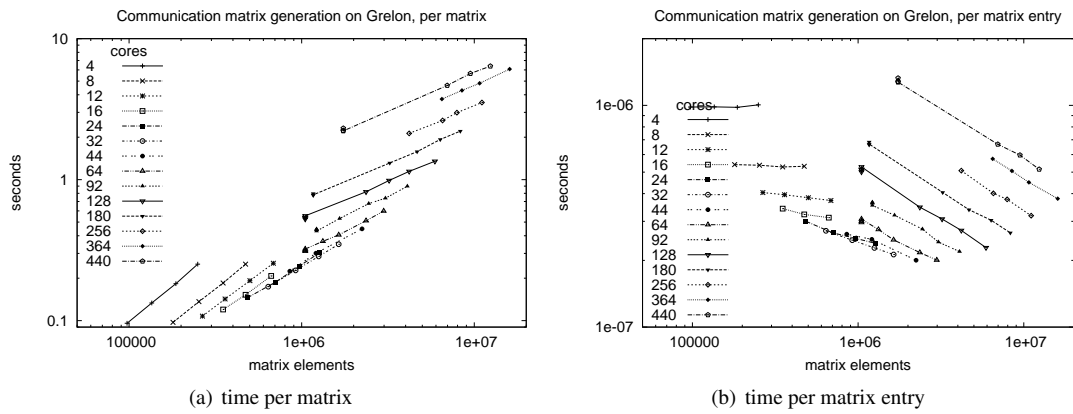 Communication matrix generation on Grelon, per matrix
10
1
0.1
seconds
cores
4
8
12
16
24
32
44
64
92
128
180
256
364
440
100000
1e+06
1e+07
matrix elements
(a) time per matrix
Communication matrix generation on Grelon, per matrix entry
1e-06
1e-07
seconds
cores
4
8
12
16
24
32
44
64
92
128
180
256
364
440
100000
1e+06
1e+07
matrix elements
(b) time per matrix entry